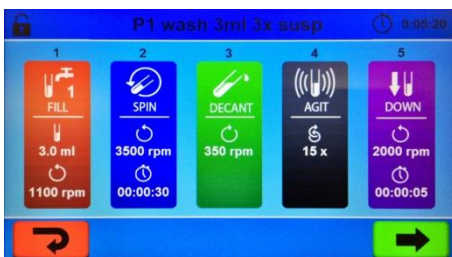 P1 wash 3ml 3x susp
0:05:20
1
2
3
4
5
1
FILL
SPIN
DECANT
AGIT
DOWN
3.0 ml
3500 rpm
350 rpm
15 x
2000 rpm
1100 rpm
00:00:30
00:00:05